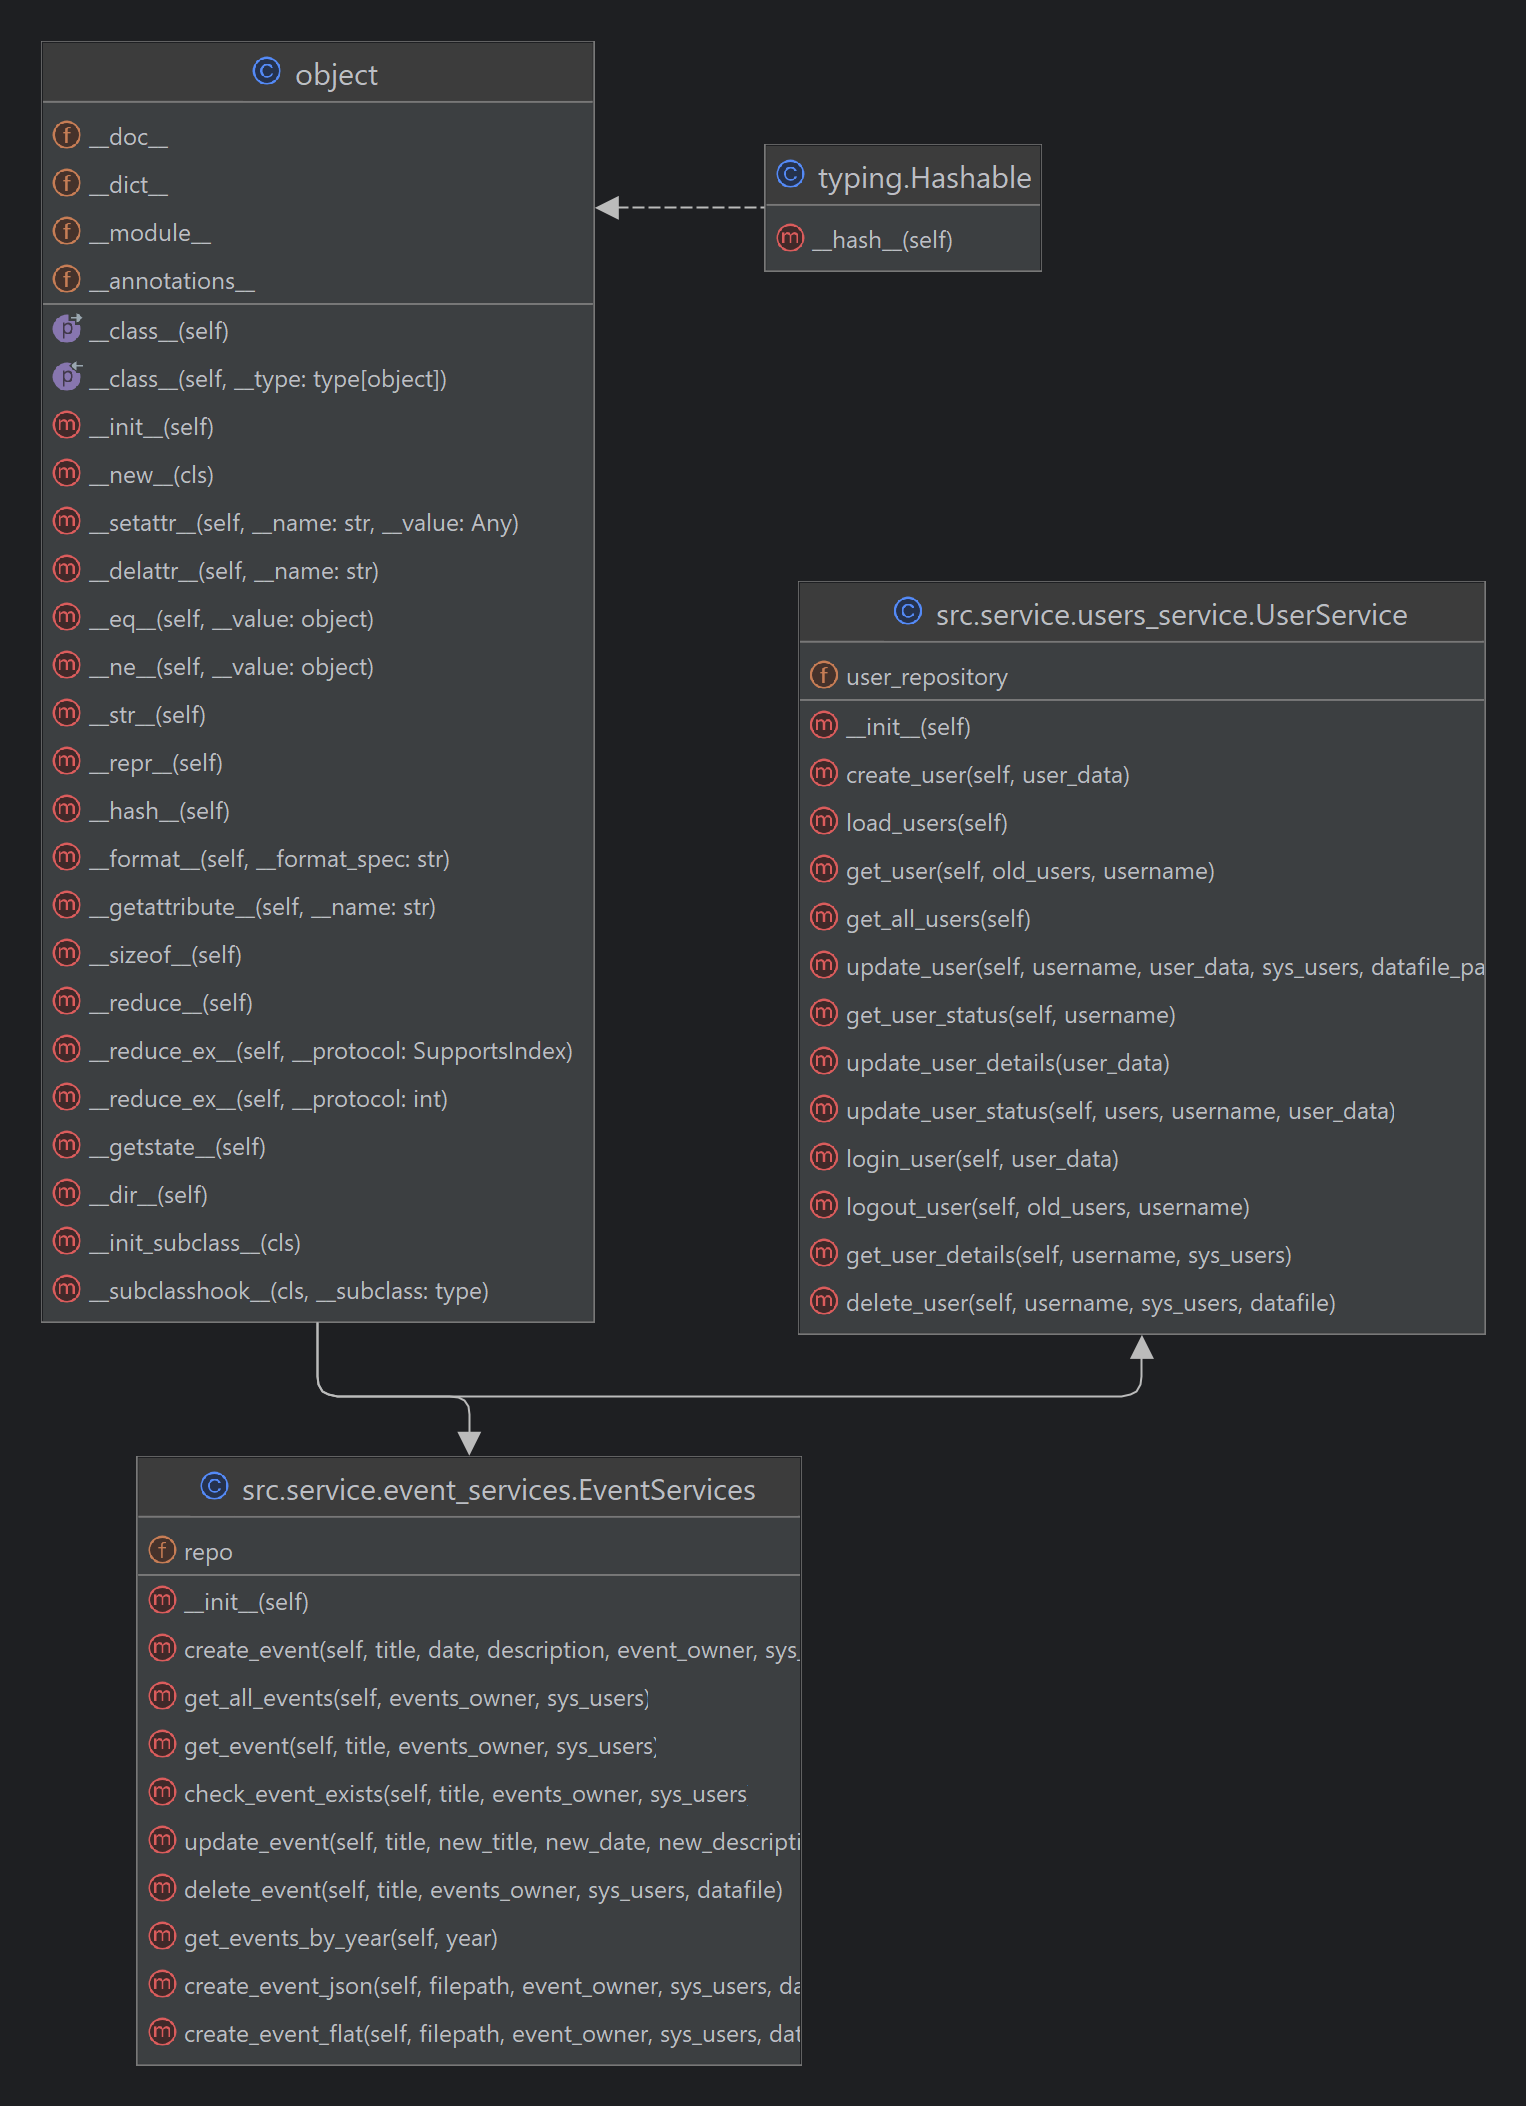 object
__doc__
__dict__
__module__
__annotations__
__class__(self)
__class__(self, __type: type[object])
__init__(self)
__new__(cls)
__setattr__(self, __name: str, __value: Any)
__delattr__(self, __name: str)
__eq__(self, __value: object)
__ne__(self, __value: object)
__str__(self)
__repr__(self)
__hash__(self)
__format__(self, __format_spec: str)
__getattribute__(self, __name: str)
__sizeof__(self)
__reduce__(self)
__reduce_ex__(self, __protocol: SupportsIndex)
__reduce_ex__(self, __protocol: int)
__getstate__(self)
__dir__(self)
__init_subclass__(cls)
__subclasshook__(cls, __subclass: type)
typing.Hashable
__hash__(self)
src.service.users_service.UserService
user_repository
__init__(self)
create_user(self, user_data)
load_users(self)
get_user(self, old_users, username)
get_all_users(self)
update_user(self, username, user_data, sys_users, datafile_pa
get_user_status(self, username)
update_user_details(user_data)
update_user_status(self, users, username, user_data)
login_user(self, user_data)
logout_user(self, old_users, username)
get_user_details(self, username, sys_users)
delete_user(self, username, sys_users, datafile)
src.service.event_services.EventServices
repo
__init__(self)
create_event(self, title, date, description, event_owner, sys_
get_all_events(self, events_owner, sys_users)
get_event(self, title, events_owner, sys_users)
check_event_exists(self, title, events_owner, sys_users
update_event(self, title, new_title, new_date, new_descripti
delete_event(self, title, events_owner, sys_users, datafile)
get_events_by_year(self, year)
create_event_json(self, filepath, event_owner, sys_users, da
create_event_flat(self, filepath, event_owner, sys_users, dat